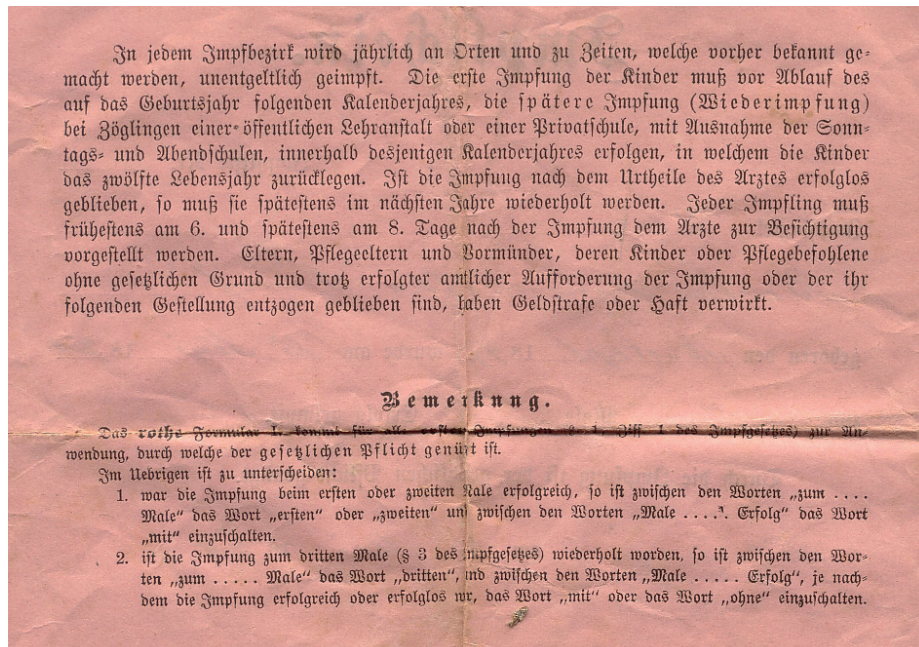 In jedem Impfbezirk wird jährlich an Orten und zu Zeiten, welche vorher bekannt ge-
macht werden, unentgeltlich geimpft. Die erste Impfung der Kinder muß vor Ablauf des
auf das Geburtsjahr folgenden Kalenderjahres, die spätere Impfung (Wiederimpfung)
bei Zöglingen einer öffentlichen Lehranstalt oder einer Privatschule, mit Ausnahme der Sonn-
tags- und Abendschulen, innerhalb desjenigen Kalenderjahres erfolgen, in welchem die Kinder
das zwölfte Lebensjahr zurücklegen. Ist die Impfung nach dem Urtheile des Arztes erfolglos
geblieben, so muß sie spätestens im nächsten Jahre wiederholt werden. Jeder Impfling muß
frühestens am 6. und spätestens am 8. Tage nach der Impfung dem Arzte zur Besichtigung
vorgestellt werden. Eltern, Pflegeeltern und Vormünder, deren Kinder oder Pflegebefohlene
ohne gesetzlichen Grund und trotz erfolgter amtlicher Aufforderung der Impfung oder der ihr
folgenden Gestellung entzogen geblieben sind, haben Geldstrafe oder Haft verwirkt.
Bemerkung.
Das rothe Formular I. kommt für alle ersten Impfungen (§ 1, Ziff. 1 des Impfgesetzes) zur An-
wendung, durch welche der gesetzlichen Pflicht genügt ist.
Im Uebrigen ist zu unterscheiden:
1. war die Impfung beim ersten oder zweiten Male erfolgreich, so ist zwischen den Worten „zum ....
Male“ das Wort „ersten“ oder „zweiten“ und zwischen den Worten „Male ..... Erfolg“ das Wort
„mit“ einzuschalten.
2. ist die Impfung zum dritten Male (§ 3 des Impfgesetzes) wiederholt worden, so ist zwischen den Wor-
ten „zum ..... Male“ das Wort „dritten“, und zwischen den Worten „Male ..... Erfolg“, je nach-
dem die Impfung erfolgreich oder erfolglos war, das Wort „mit“ oder das Wort „ohne“ einzuschalten.